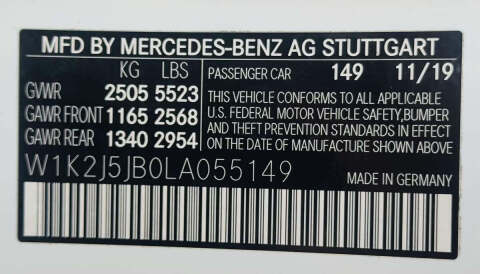 MFD BY MERCEDES-BENZ AG STUTTGART
KG LBS PASSENGER CAR 149 11/19
GVWR 2505 5523
GAWR FRONT 1165 2568
GAWR REAR 1340 2954
THIS VEHICLE CONFORMS TO ALL APPLICABLE
U.S. FEDERAL MOTOR VEHICLE SAFETY,BUMPER
AND THEFT PREVENTION STANDARDS IN EFFECT
ON THE DATE OF MANUFACTURE SHOWN ABOVE.
W1K2J5JB0LA055149 MADE IN GERMANY